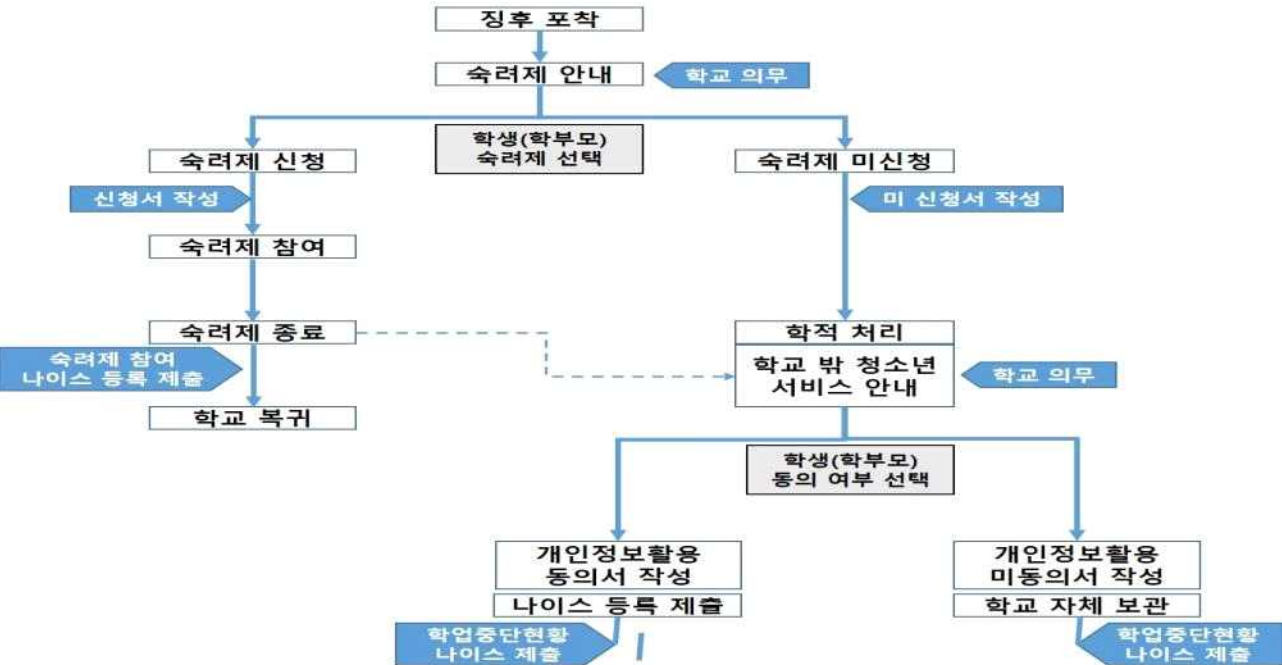 징후 포착
숙려제 안내
학교 의무
학생(학부모)
숙려제 선택
숙려제 신청
숙려제 미신청
신청서 작성
미 신청서 작성
숙려제 참여
숙려제 종료
학적 처리
숙려제 참여
나이스 등록 제출
학교 밖 청소년
서비스 안내
학교 의무
학교 복귀
학생(학부모)
동의 여부 선택
개인정보활용
동의서 작성
개인정보활용
미동의서 작성
나이스 등록 제출
학교 자체 보관
학업중단현황
나이스 제출
학업중단현황
나이스 제출